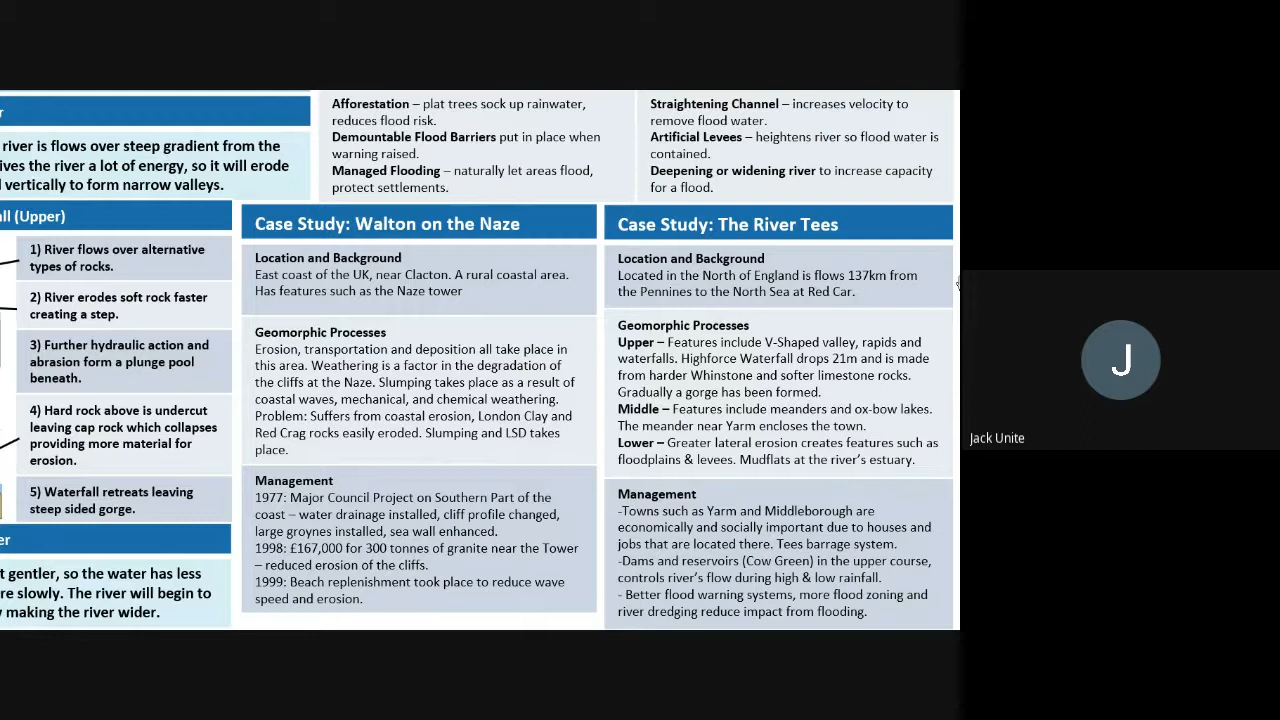 r
river is flows over steep gradient from the
ives the river a lot of energy, so it will erode
vertically to form narrow valleys.
Afforestation – plat trees sock up rainwater,
reduces flood risk.
Demountable Flood Barriers put in place when
warning raised.
Managed Flooding – naturally let areas flood,
protect settlements.
Straightening Channel – increases velocity to
remove flood water.
Artificial Levees – heightens river so flood water is
contained.
Deepening or widening river to increase capacity
for a flood.
all (Upper)
1) River flows over alternative
types of rocks.
2) River erodes soft rock faster
creating a step.
3) Further hydraulic action and
abrasion form a plunge pool
beneath.
4) Hard rock above is undercut
leaving cap rock which collapses
providing more material for
erosion.
5) Waterfall retreats leaving
steep sided gorge.
er
t gentler, so the water has less
re slowly. The river will begin to
making the river wider.
Case Study: Walton on the Naze
Location and Background
East coast of the UK, near Clacton. A rural coastal area.
Has features such as the Naze tower
Geomorphic Processes
Erosion, transportation and deposition all take place in
this area. Weathering is a factor in the degradation of
the cliffs at the Naze. Slumping takes place as a result of
coastal waves, mechanical, and chemical weathering.
Problem: Suffers from coastal erosion, London Clay and
Red Crag rocks easily eroded. Slumping and LSD takes
place.
Management
1977: Major Council Project on Southern Part of the
coast – water drainage installed, cliff profile changed,
large groynes installed, sea wall enhanced.
1998: £167,000 for 300 tonnes of granite near the Tower
– reduced erosion of the cliffs.
1999: Beach replenishment took place to reduce wave
speed and erosion.
Case Study: The River Tees
Location and Background
Located in the North of England is flows 137km from
the Pennines to the North Sea at Red Car.
Geomorphic Processes
Upper – Features include V-Shaped valley, rapids and
waterfalls. Highforce Waterfall drops 21m and is made
from harder Whinstone and softer limestone rocks.
Gradually a gorge has been formed.
Middle – Features include meanders and ox-bow lakes.
The meander near Yarm encloses the town.
Lower – Greater lateral erosion creates features such as
floodplains & levees. Mudflats at the river's estuary.
Management
-Towns such as Yarm and Middleborough are
economically and socially important due to houses and
jobs that are located there. Tees barrage system.
-Dams and reservoirs (Cow Green) in the upper course,
controls river's flow during high & low rainfall.
- Better flood warning systems, more flood zoning and
river dredging reduce impact from flooding.
J
Jack Unite